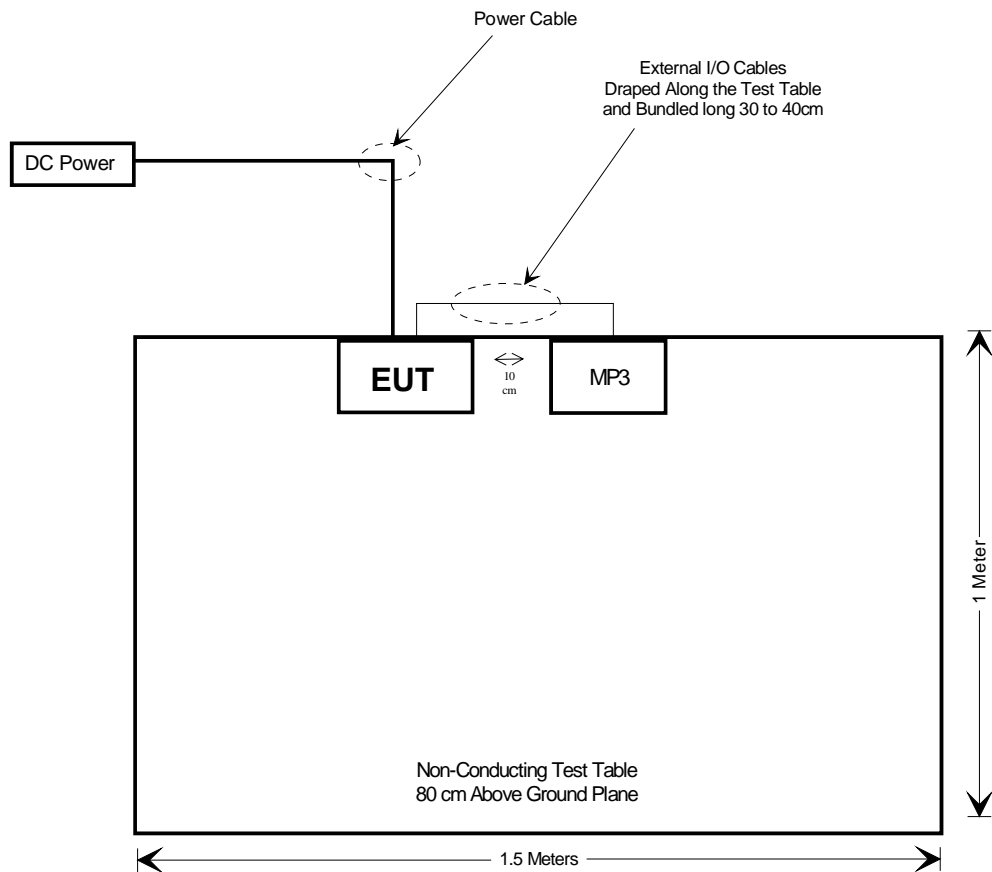 Power Cable
External I/O Cables
Draped Along the Test Table
and Bundled long 30 to 40cm
DC Power
EUT
10
cm
MP3
1 Meter
Non-Conducting Test Table
80 cm Above Ground Plane
1.5 Meters